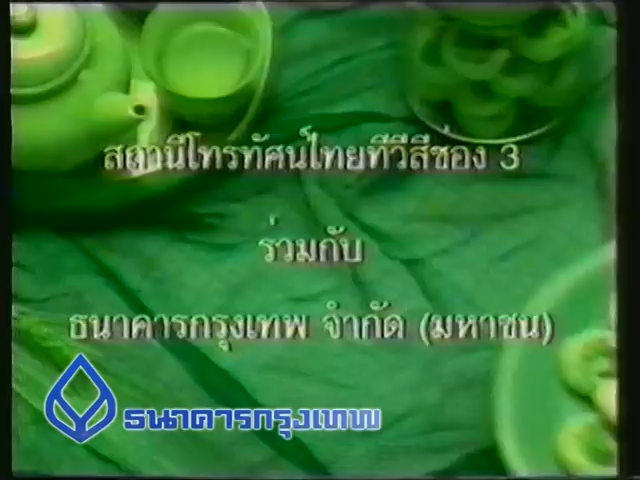 สถานีโทรทัศน์ไทยทีวีสีช่อง 3
ร่วมกับ
ธนาคารกรุงเทพ จำกัด (มหาชน)
ธนาคารกรุงเทพ